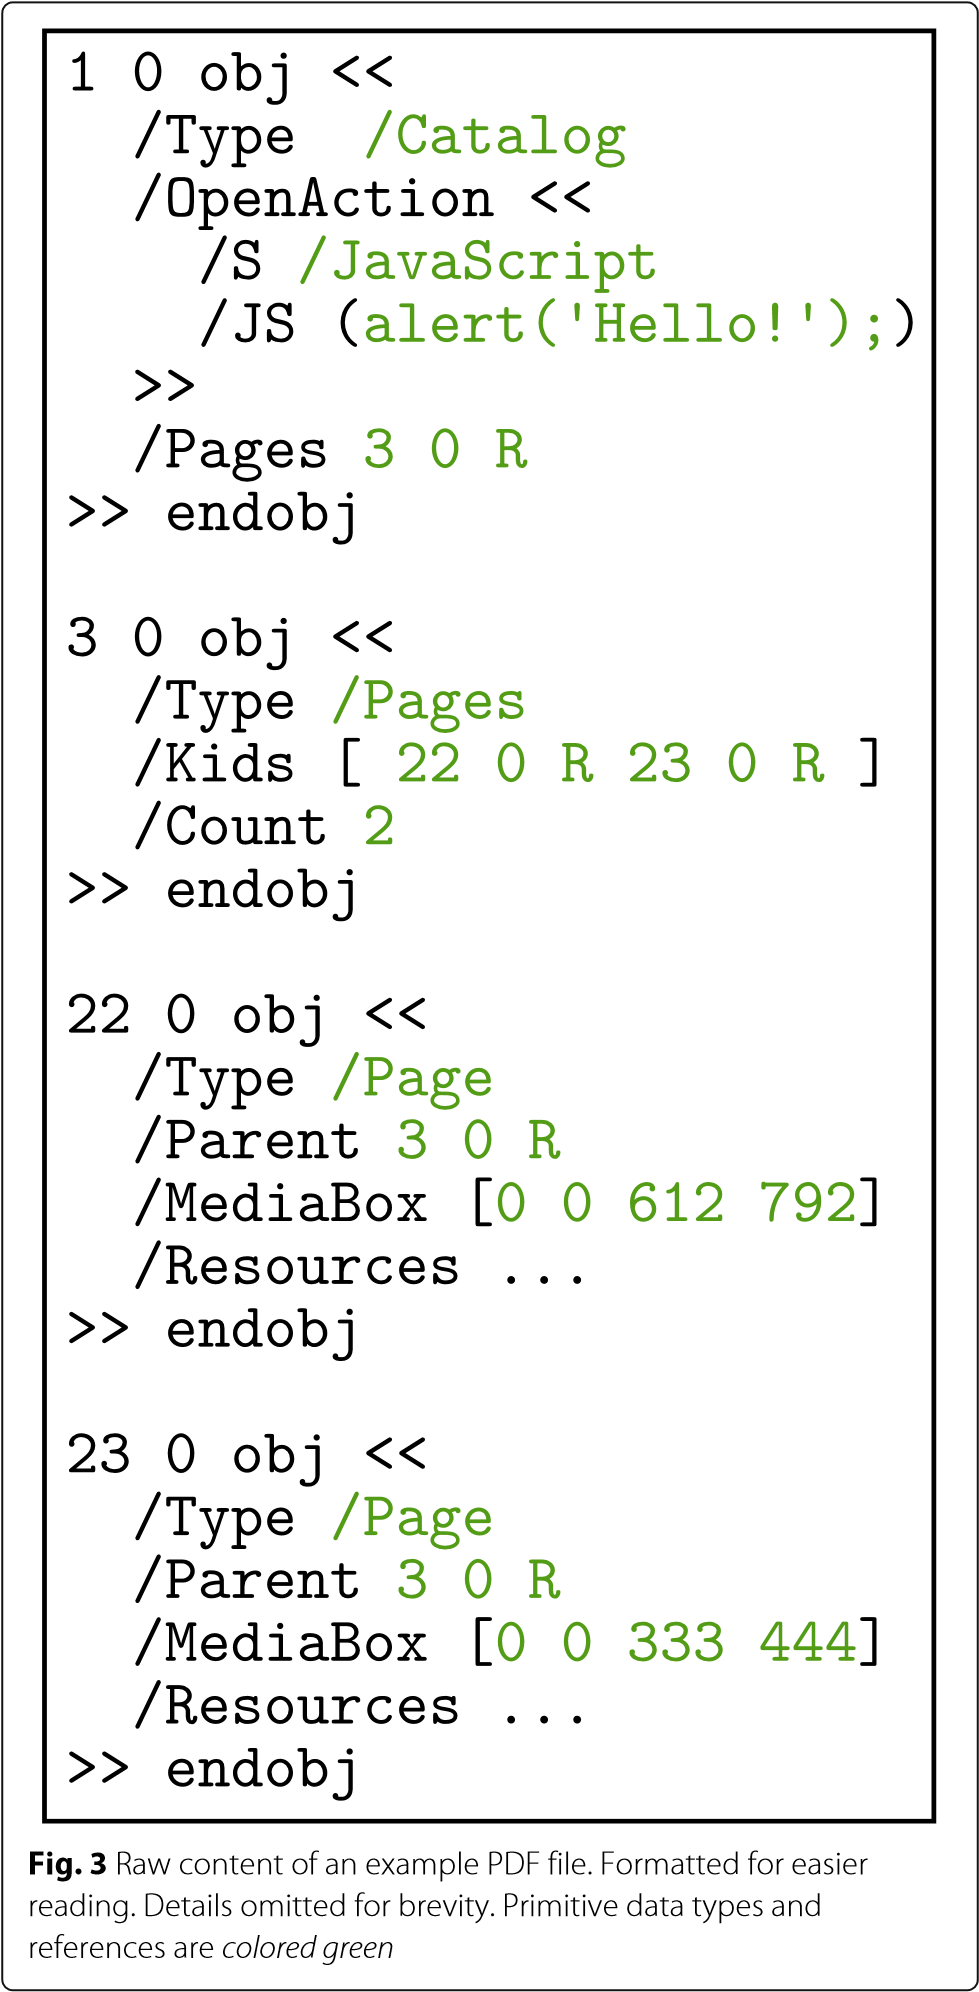 1 0 obj <<
/Type /Catalog
/OpenAction <<
/S /JavaScript
/JS (alert('Hello!');)
>>
/Pages 3 0 R
>> endobj
3 0 obj <<
/Type /Pages
/Kids [ 22 0 R 23 0 R ]
/Count 2
>> endobj
22 0 obj <<
/Type /Page
/Parent 3 0 R
/MediaBox [0 0 612 792]
/Resources ...
>> endobj
23 0 obj <<
/Type /Page
/Parent 3 0 R
/MediaBox [0 0 333 444]
/Resources ...
>> endobj
Fig. 3 Raw content of an example PDF file. Formatted for easier
reading. Details omitted for brevity. Primitive data types and
references are colored green